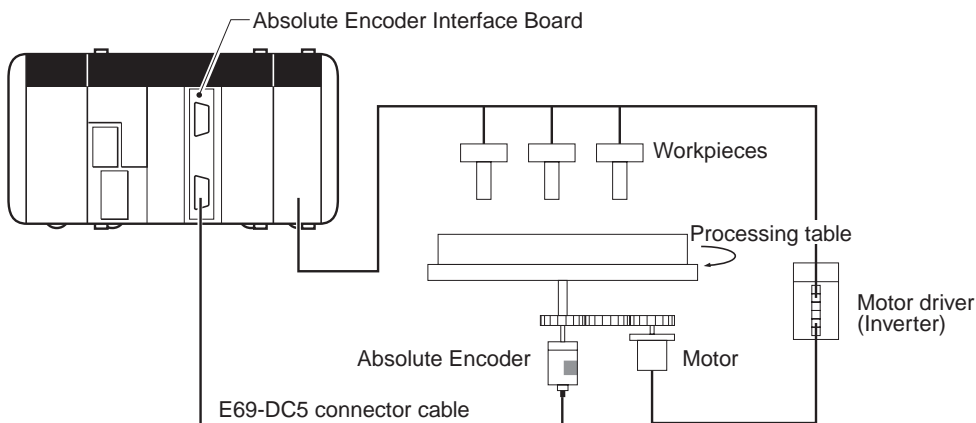 Absolute Encoder Interface Board
Workpieces
Processing table
Motor driver
(Inverter)
Absolute Encoder
Motor
E69-DC5 connector cable